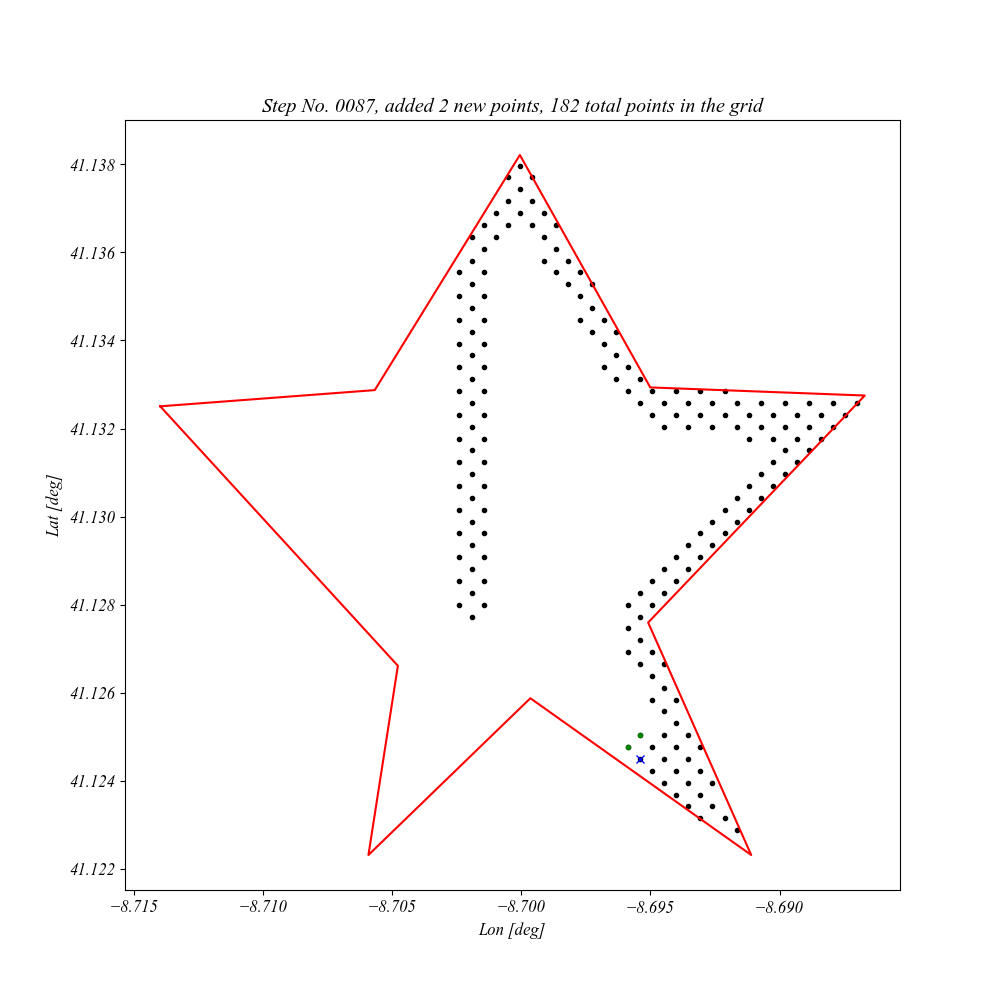 Step No. 0087, added 2 new points, 182 total points in the grid
41.138
41.136
41.134
41.132
41.130
41.128
41.126
41.124
41.122
Lat [deg]
−8.715 −8.710 −8.705 −8.700 −8.695 −8.690
Lon [deg]